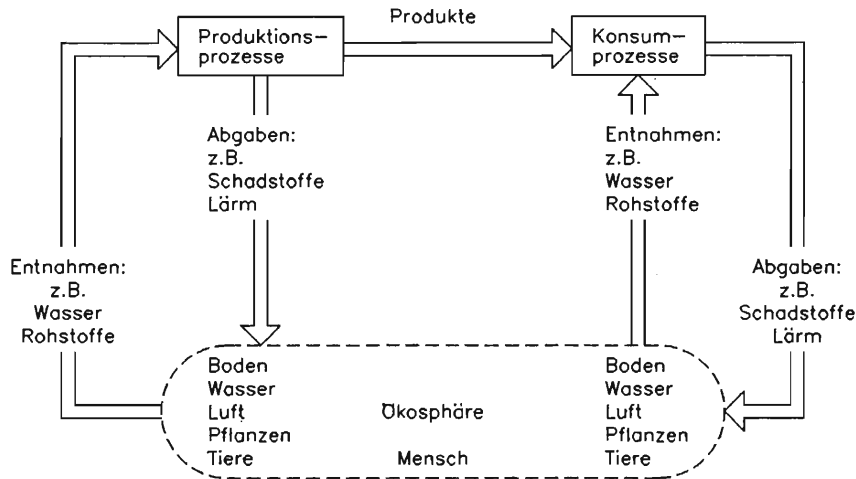 Produkte
Produktions-
prozesse
Konsum-
prozesse
Abgaben:
z.B.
Schadstoffe
Lärm
Entnahmen:
z.B.
Wasser
Rohstoffe
Entnahmen:
z.B.
Wasser
Rohstoffe
Abgaben:
z.B.
Schadstoffe
Lärm
Boden
Wasser
Luft
Pflanzen
Tiere
Ökosphäre
Mensch
Boden
Wasser
Luft
Pflanzen
Tiere